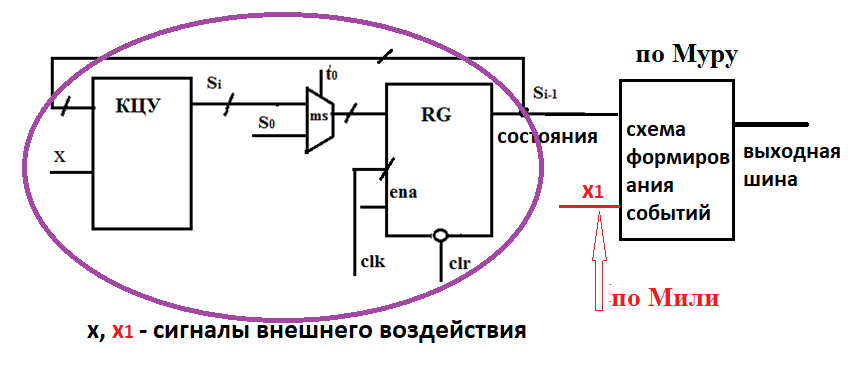 по Муру
КЦУ
Si
t0
ms
S0
RG
Si-1
состояния
x
ena
clk
clr
x1
схема
формиров
ания
событий
выходная
шина
по Мили
x, x1 - сигналы внешнего воздействия